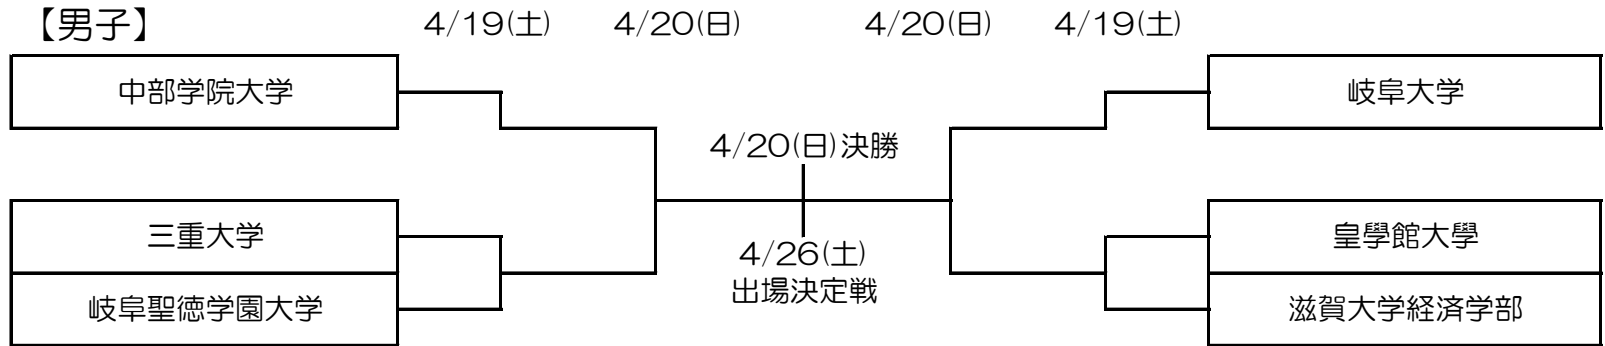 【男子】 4/19(土) 4/20(日) 4/20(日) 4/19(土)
中部学院大学 岐阜大学
4/20(日)決勝
三重大学 皇學館大學
4/26(土)
出場決定戦
岐阜聖徳学園大学 滋賀大学経済学部